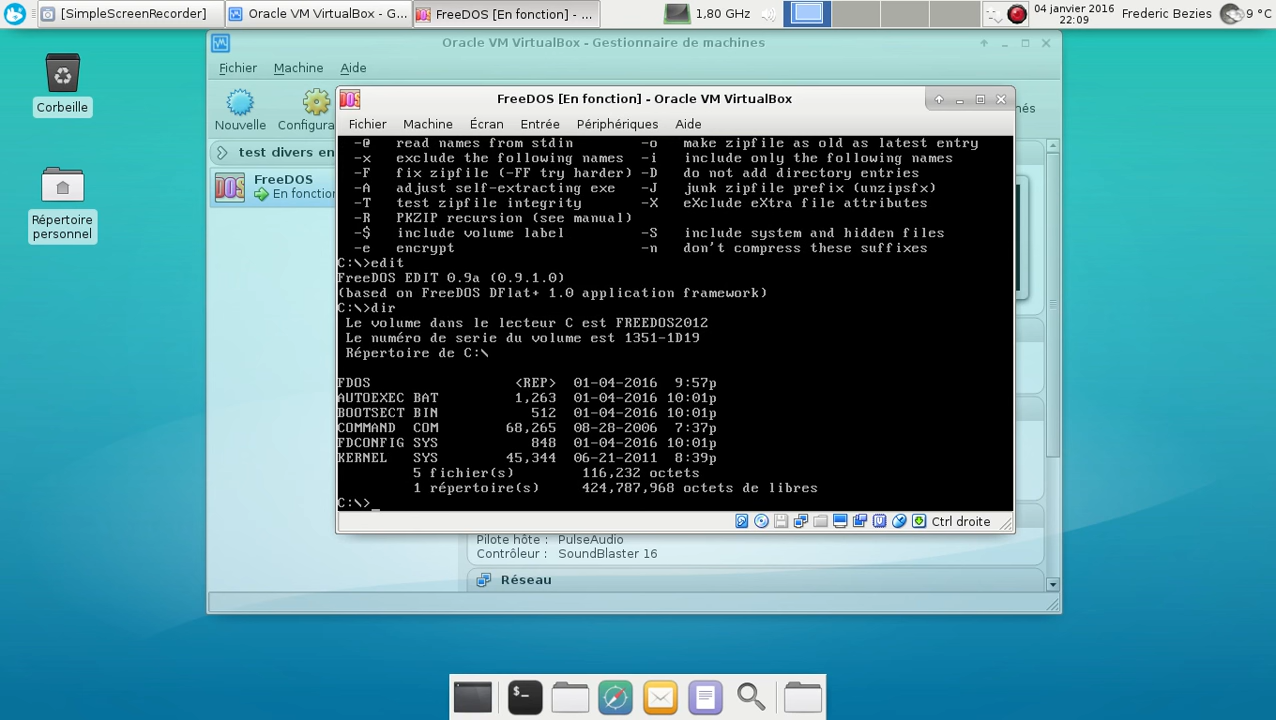 [SimpleScreenRecorder]
Oracle VM VirtualBox - G...
FreeDOS [En fonction] - ...
1,80 GHz
04 janvier 2016
22:09
Frederic Bezies
9 °C
Corbeille
Répertoire
personnel
Oracle VM VirtualBox - Gestionnaire de machines
Fichier Machine Aide
Nouvelle
Configura
test divers en
FreeDOS
En fonction
FreeDOS [En fonction] - Oracle VM VirtualBox
Fichier Machine Écran Entrée Périphériques Aide
-@ read names from stdin -o make zipfile as old as latest entry
-x exclude the following names -i include only the following names
-F fix zipfile (-FF try harder) -D do not add directory entries
-A adjust self-extracting exe -J junk zipfile prefix (unzipsfx)
-T test zipfile integrity -X eXclude eXtra file attributes
-R PKZIP recursion (see manual)
-$ include volume label -S include system and hidden files
-e encrypt -n don't compress these suffixes
C:\>edit
FreeDOS EDIT 0.9a (0.9.1.0)
(based on FreeDOS DFlat+ 1.0 application framework)
C:\>dir
Le volume dans le lecteur C est FREEDOS2012
Le numéro de serie du volume est 1351-1D19
Répertoire de C:\
FDOS <REP> 01-04-2016 9:57p
AUTOEXEC BAT 1,263 01-04-2016 10:01p
BOOTSECT BIN 512 01-04-2016 10:01p
COMMAND COM 68,265 08-28-2006 7:37p
FDCONFIG SYS 848 01-04-2016 10:01p
KERNEL SYS 45,344 06-21-2011 8:39p
5 fichier(s) 116,232 octets
1 répertoire(s) 424,787,968 octets de libres
C:\>_
Ctrl droite
Pilote hôte : PulseAudio
Contrôleur : SoundBlaster 16
Réseau